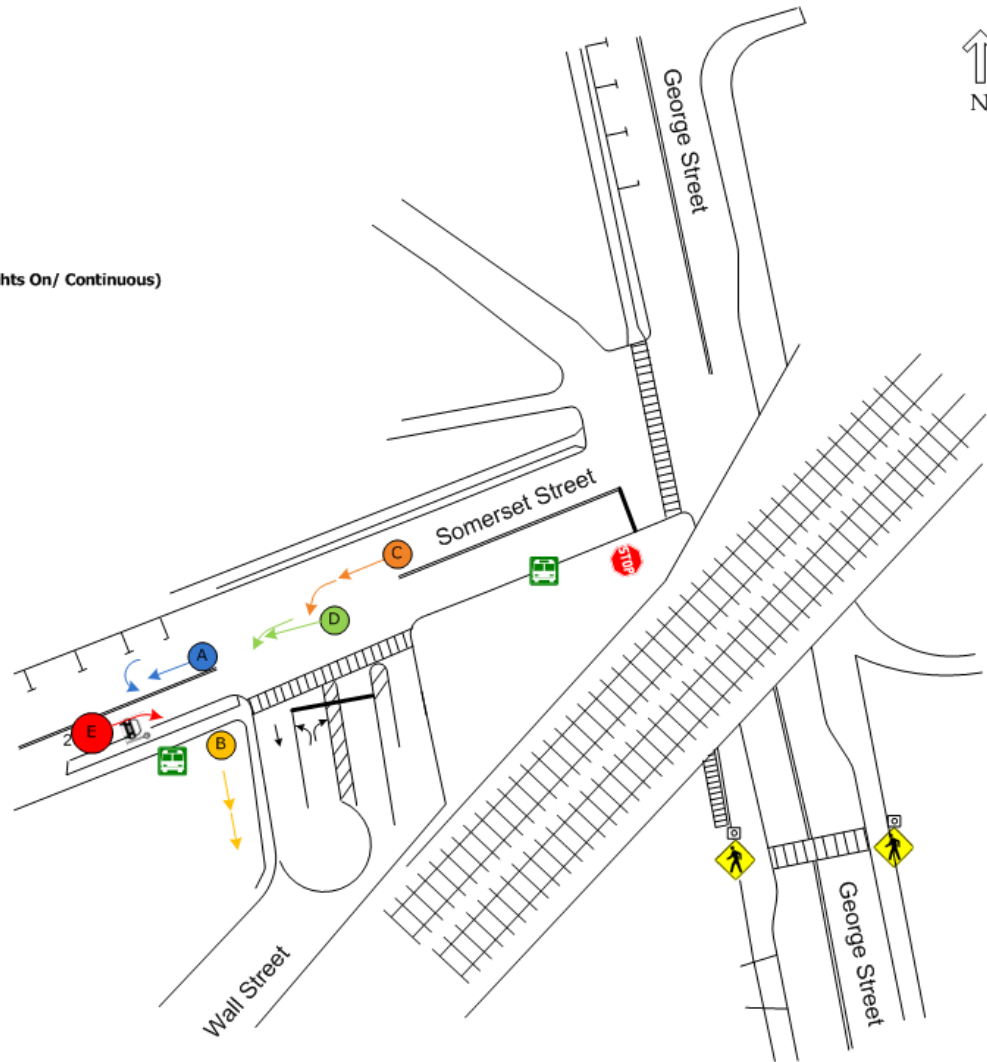 George Street
N
hts On/ Continuous)
Somerset Street
C
STOP
D
A
E
2
B
George Street
Wall Street